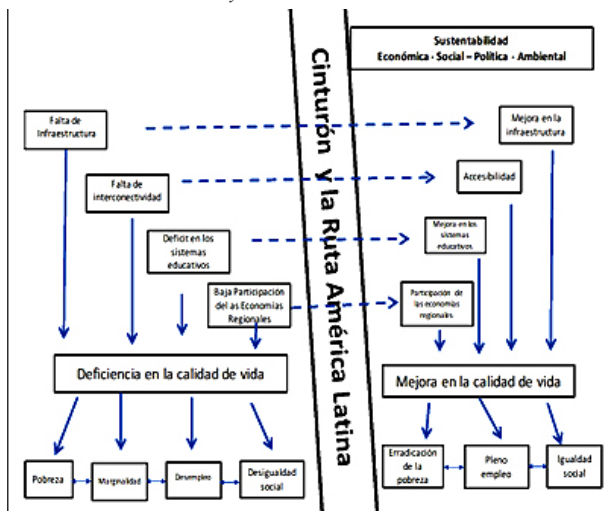 Sustentabilidad
Económica - Social – Política - Ambiental
Cinturón y la Ruta América Latina
Falta de
Infraestructura
Mejora en la
infraestructura
Falta de
interconectividad
Accesibilidad
Deficit en los
sistemas
educativos
Mejora en los
sistemas
educativos
Baja Participación
del as Economías
Regionales
Participación de
las economías
regionales
Deficiencia en la calidad de vida
Mejora en la calidad de vida
Pobreza
Marginalidad
Desempleo
Desigualdad
social
Erradicación
de la
pobreza
Pleno
empleo
Igualdad
social